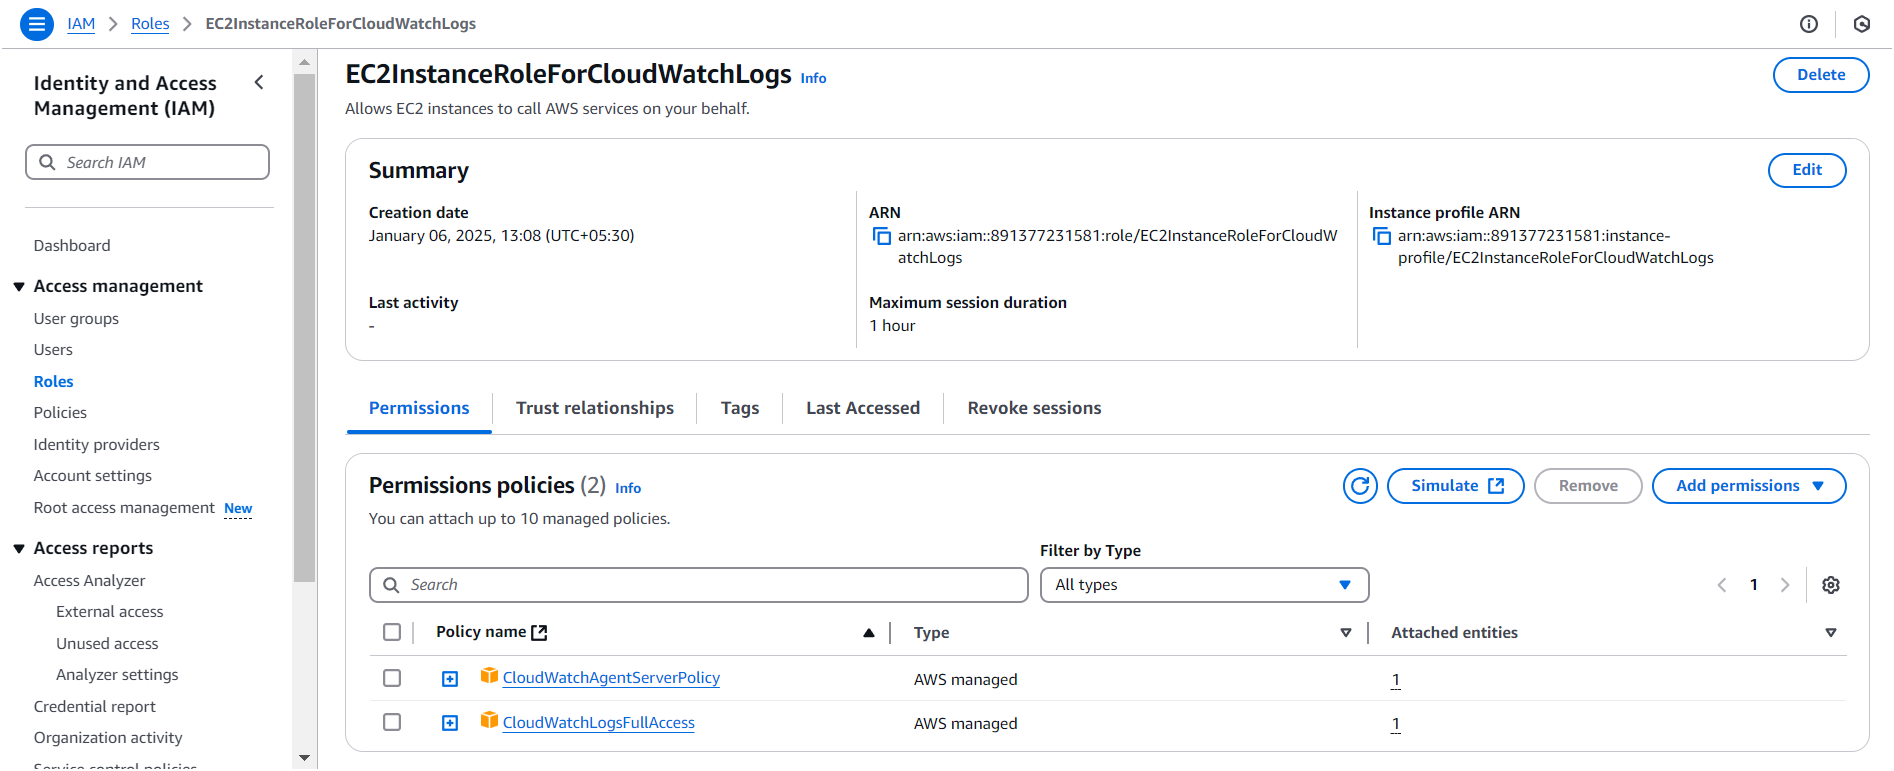 IAM > Roles > EC2InstanceRoleForCloudWatchLogs
Identity and Access
Management (IAM)
Search IAM
Dashboard
Access management
User groups
Users
Roles
Policies
Identity providers
Account settings
Root access management New
Access reports
Access Analyzer
External access
Unused access
Analyzer settings
Credential report
Organization activity
Service control policies
EC2InstanceRoleForCloudWatchLogs Info
Delete
Allows EC2 instances to call AWS services on your behalf.
Summary
Edit
Creation date
January 06, 2025, 13:08 (UTC+05:30)
ARN
arn:aws:iam::891377231581:role/EC2InstanceRoleForCloudW
atchLogs
Instance profile ARN
arn:aws:iam::891377231581:instance-
profile/EC2InstanceRoleForCloudWatchLogs
Last activity
-
Maximum session duration
1 hour
Permissions Trust relationships Tags Last Accessed Revoke sessions
Permissions policies (2) Info
Simulate Remove Add permissions
You can attach up to 10 managed policies.
Filter by Type
Search
All types
1
Policy name Type Attached entities
CloudWatchAgentServerPolicy AWS managed 1
CloudWatchLogsFullAccess AWS managed 1